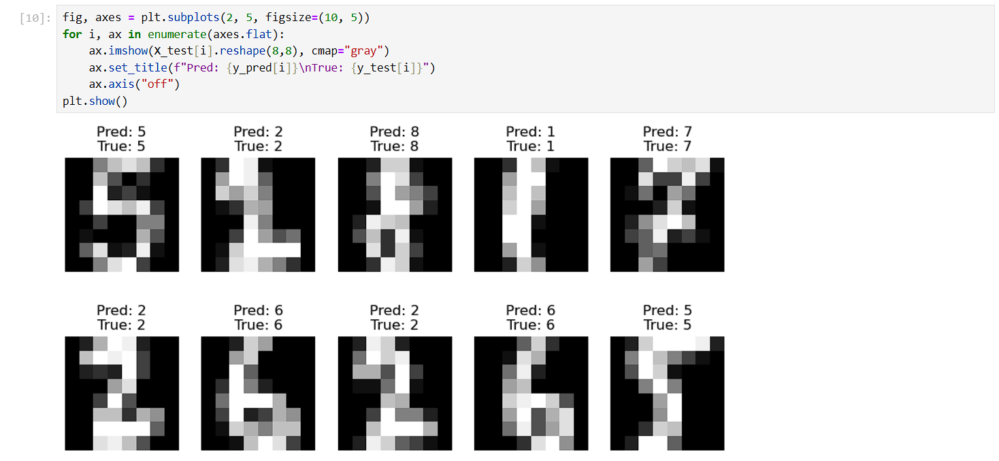 [10]:
fig, axes = plt.subplots(2, 5, figsize=(10, 5))
for i, ax in enumerate(axes.flat):
    ax.imshow(X_test[i].reshape(8,8), cmap="gray")
    ax.set_title(f"Pred: {y_pred[i]}\nTrue: {y_test[i]}")
    ax.axis("off")
plt.show()
Pred: 5
True: 5
Pred: 2
True: 2
Pred: 8
True: 8
Pred: 1
True: 1
Pred: 7
True: 7
Pred: 2
True: 2
Pred: 6
True: 6
Pred: 2
True: 2
Pred: 6
True: 6
Pred: 5
True: 5